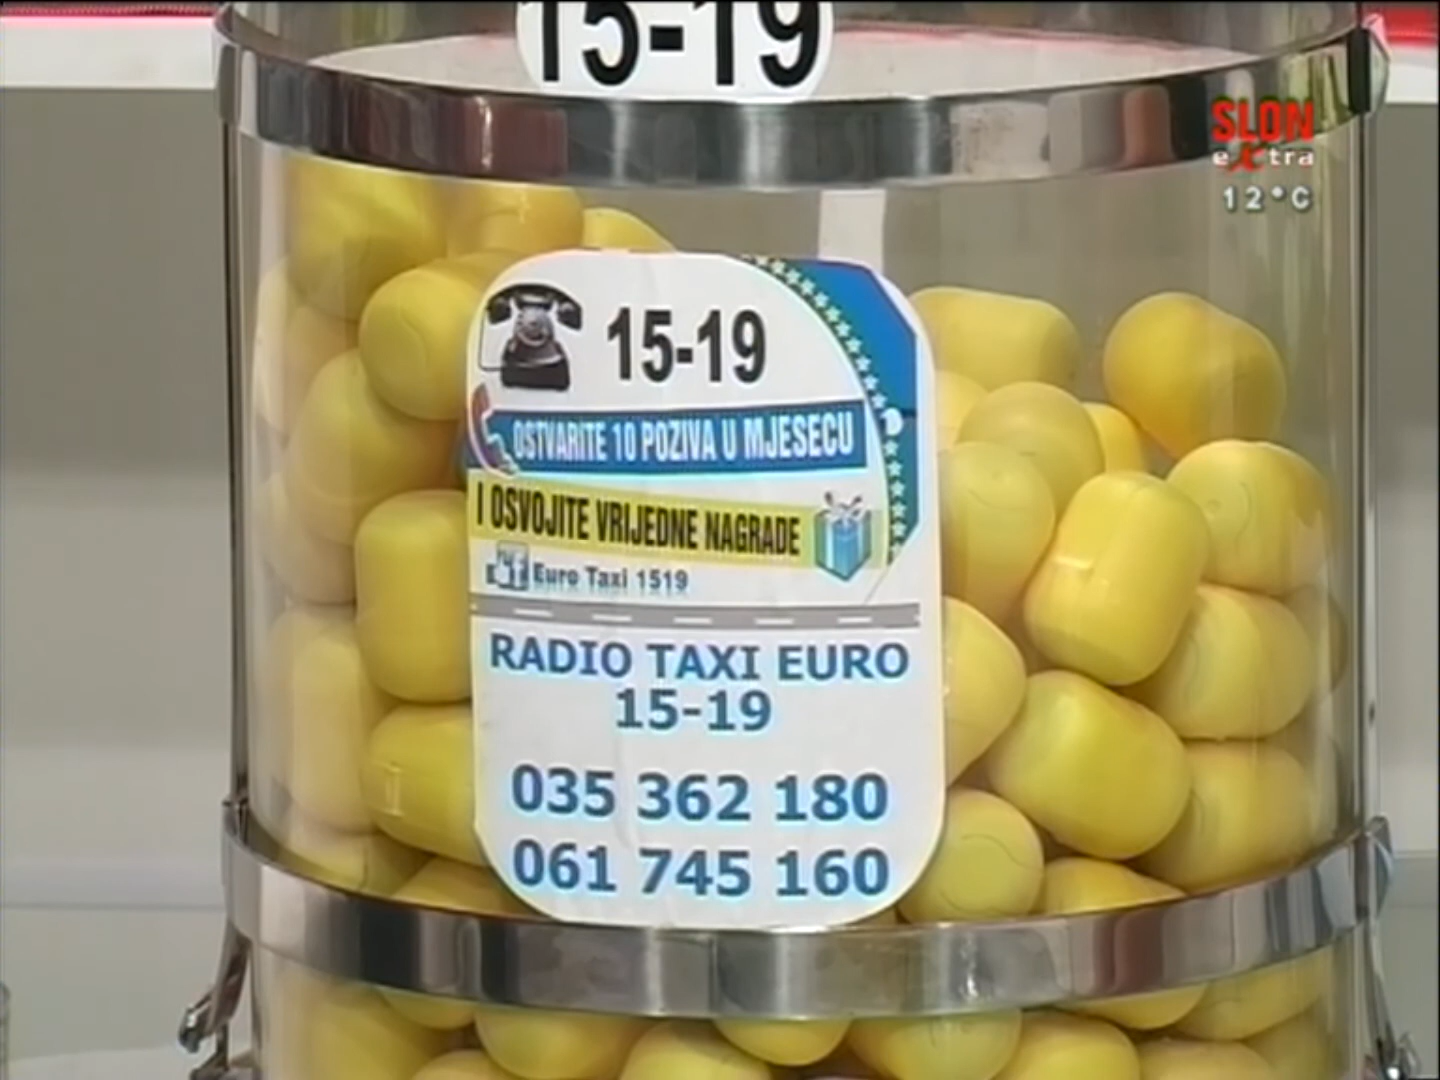 15-19
SLON
extra
12°C
15-19
OSTVARITE 10 POZIVA U MJESECU
I OSVOJITE VRIJEDNE NAGRADE
Euro Taxi 1519
RADIO TAXI EURO
15-19
035 362 180
061 745 160